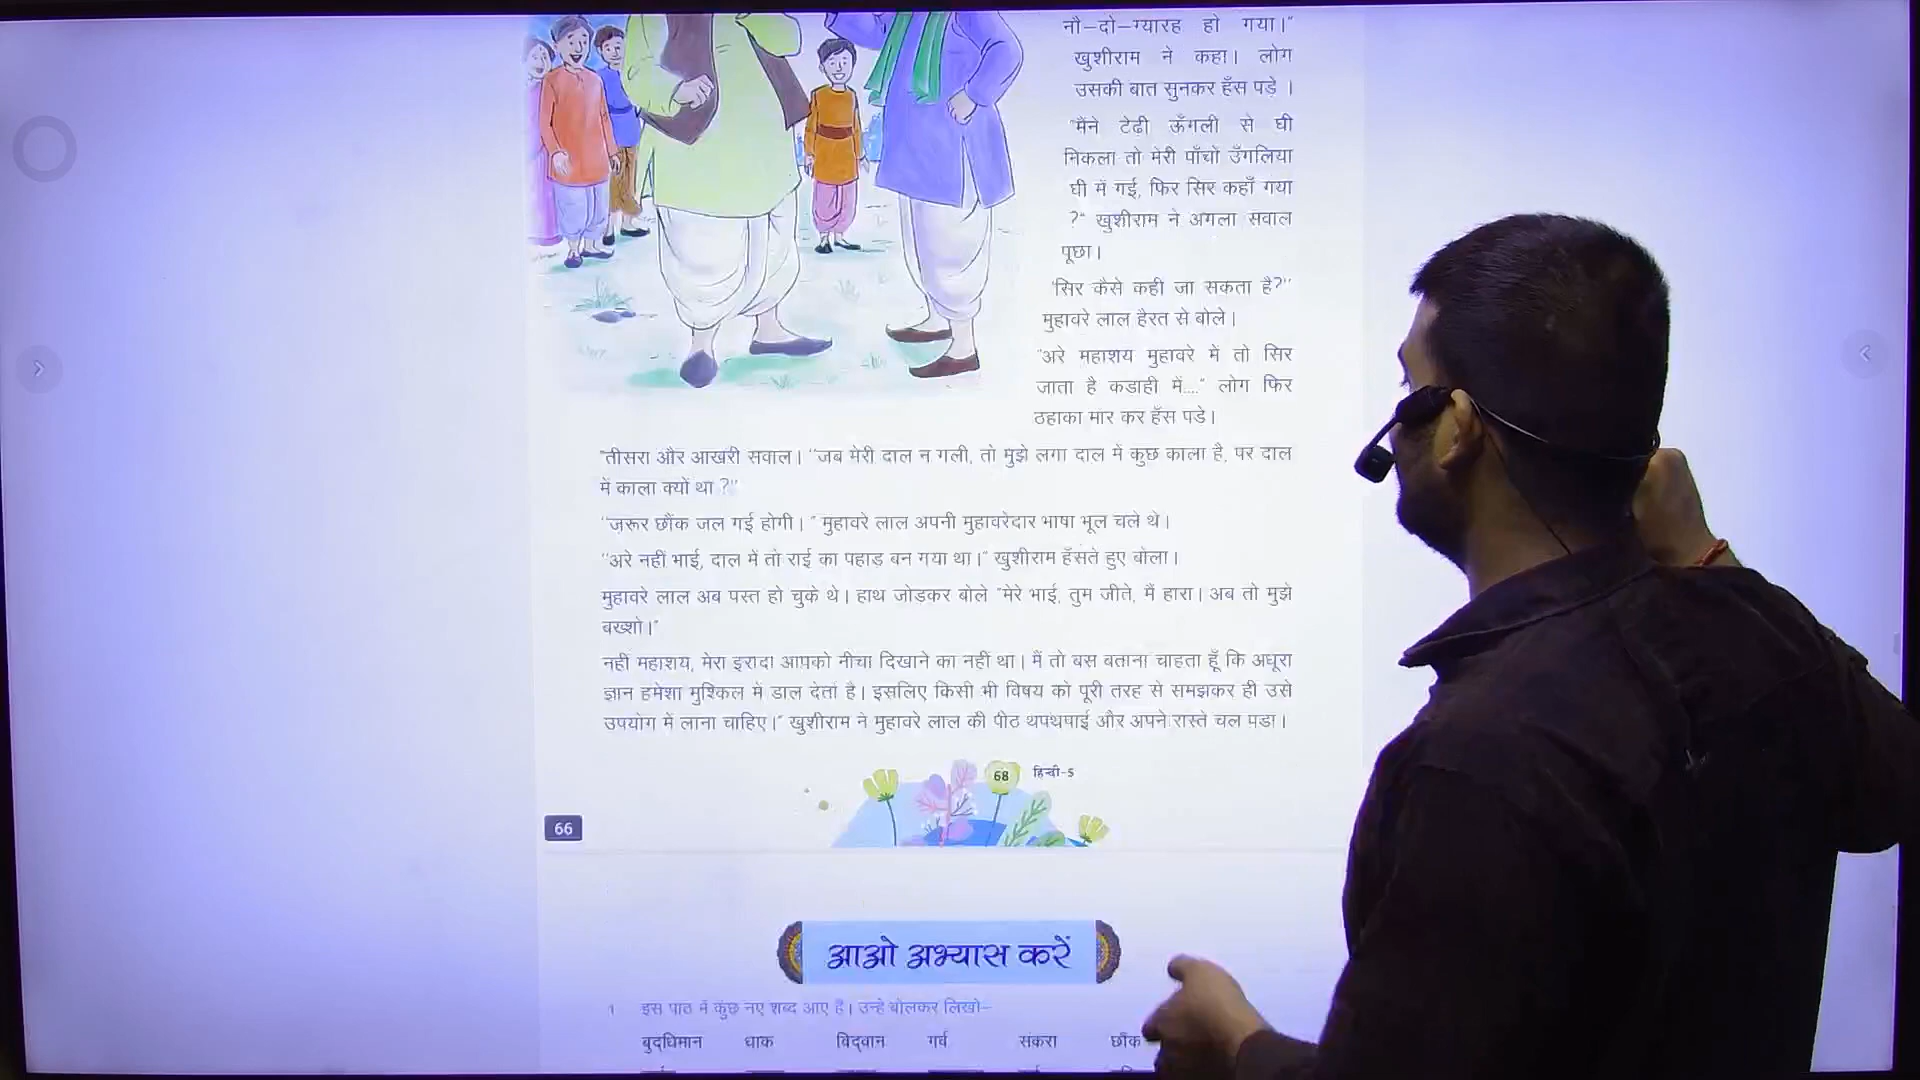 नौ–दो–ग्यारह हो गया।"
खुशीराम ने कहा। लोग
उसकी बात सुनकर हँस पड़े ।
"मैंने टेढ़ी ऊँगली से घी
निकला तो मेरी पाँचों उँगलिया
घी में गई, फिर सिर कहाँ गया
?" खुशीराम ने अगला सवाल
पूछा।
'सिर कैसे कही जा सकता है?''
मुहावरे लाल हैरत से बोले।
"अरे महाशय मुहावरे में तो सिर
जाता है कडाही में...." लोग फिर
ठहाका मार कर हँस पडे।
"तीसरा और आखरी सवाल। ''जब मेरी दाल न गली, तो मुझे लगा दाल में कुछ काला है, पर दाल
में काला क्यों था ?''
''ज़रूर छौंक जल गई होगी। " मुहावरे लाल अपनी मुहावरेदार भाषा भूल चले थे।
''अरे नहीं भाई, दाल में तो राई का पहाड़ बन गया था।" खुशीराम हँसते हुए बोला।
मुहावरे लाल अब पस्त हो चुके थे। हाथ जोड़कर बोले "मेरे भाई, तुम जीते, मैं हारा। अब तो मुझे
बख्शो।"
नहीं महाशय, मेरा इरादा आपको नीचा दिखाने का नहीं था। मैं तो बस बताना चाहता हूँ कि अधूरा
ज्ञान हमेशा मुश्किल में डाल देता है। इसलिए किसी भी विषय को पूरी तरह से समझकर ही उसे
उपयोग में लाना चाहिए।" खुशीराम ने मुहावरे लाल की पीठ थपथपाई और अपने रास्ते चल पडा।
68 हिन्दी-5
66
आओ अभ्यास करें
1 इस पाठ में कुछ नए शब्द आए हैं। उन्हें बोलकर लिखो–
बुद्धिमान धाक विद्वान गर्व संकरा छौंक